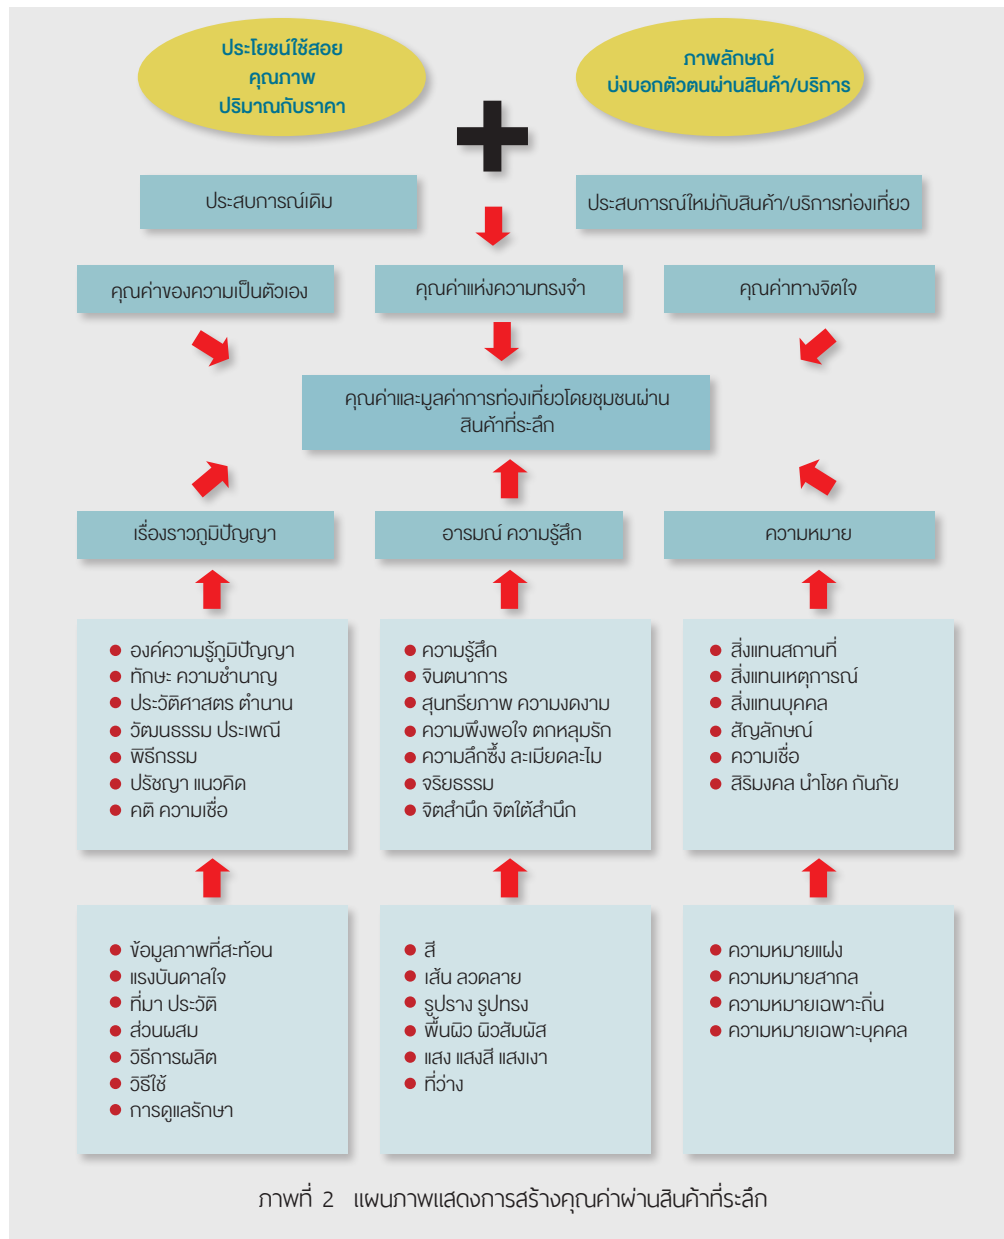 ประโยชน์ใช้สอย
คุณภาพ
ปริมาณกับราคา
ภาพลักษณ์
บ่งบอกตัวตนผ่านสินค้า/บริการ
ประสบการณ์เดิม
ประสบการณ์ใหม่กับสินค้า/บริการท่องเที่ยว
คุณค่าของความเป็นตัวเอง
คุณค่าแห่งความทรงจำ
คุณค่าทางจิตใจ
คุณค่าและมูลค่าการท่องเที่ยวโดยชุมชนผ่าน
สินค้าที่ระลึก
เรื่องราวภูมิปัญญา
อารมณ์ ความรู้สึก
ความหมาย
องค์ความรู้ภูมิปัญญา
ทักษะ ความชำนาญ
ประวัติศาสตร ตำนาน
วัฒนธรรม ประเพณี
พิธีกรรม
ปรัชญา แนวคิด
คติ ความเชื่อ
ความรู้สึก
จินตนาการ
สุนทรียภาพ ความงดงาม
ความพึงพอใจ ตกหลุมรัก
ความลึกซึ้ง ละเมียดละไม
จริยธรรม
จิตสำนึก จิตใต้สำนึก
สิ่งแทนสถานที่
สิ่งแทนเหตุการณ์
สิ่งแทนบุคคล
สัญลักษณ์
ความเชื่อ
สิริมงคล นำโชค กันภัย
ข้อมูลภาพที่สะท้อน
แรงบันดาลใจ
ที่มา ประวัติ
ส่วนผสม
วิธีการผลิต
วิธีใช้
การดูแลรักษา
สี
เส้น ลวดลาย
รูปราง รูปทรง
พื้นผิว ผิวสัมผัส
แสง แสงสี แสงเงา
ที่ว่าง
ความหมายแฝง
ความหมายสากล
ความหมายเฉพาะถิ่น
ความหมายเฉพาะบุคคล
ภาพที่ 2 แผนภาพแสดงการสร้างคุณค่าผ่านสินค้าที่ระลึก